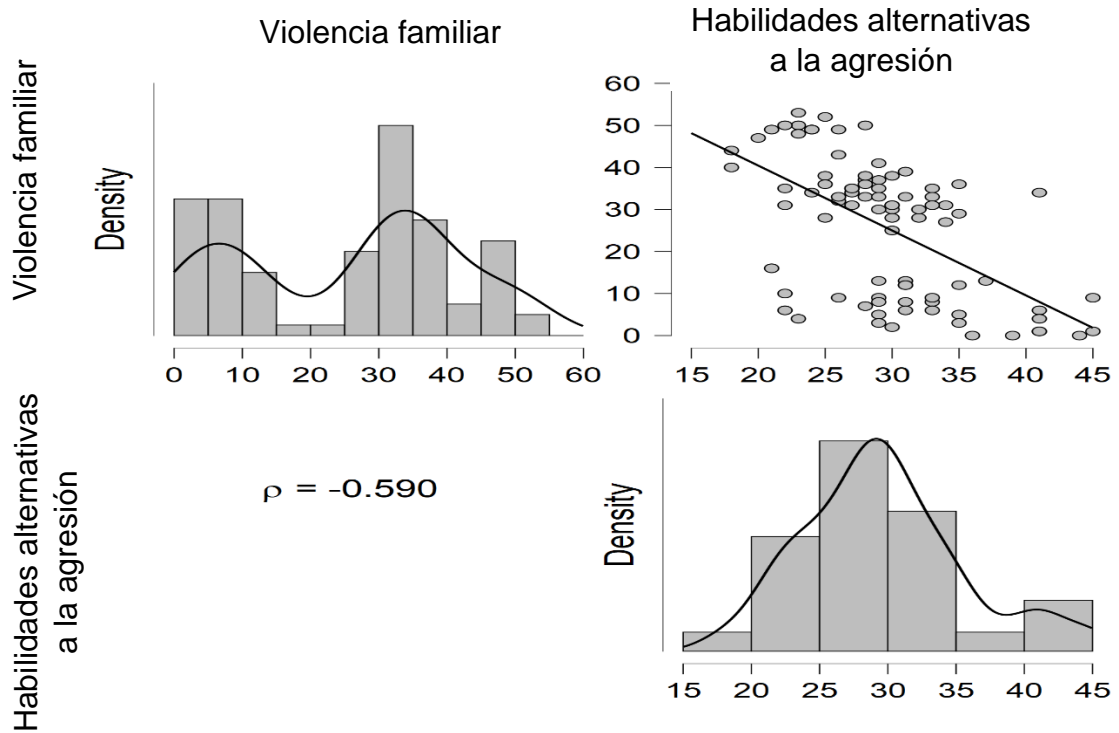 Violencia familiar
Habilidades alternativas
a la agresión
Violencia familiar
Density
0 10 20 30 40 50 60
60
50
40
30
20
10
0
15 20 25 30 35 40 45
Habilidades alternativas
a la agresión
ρ = -0.590
Density
15 20 25 30 35 40 45